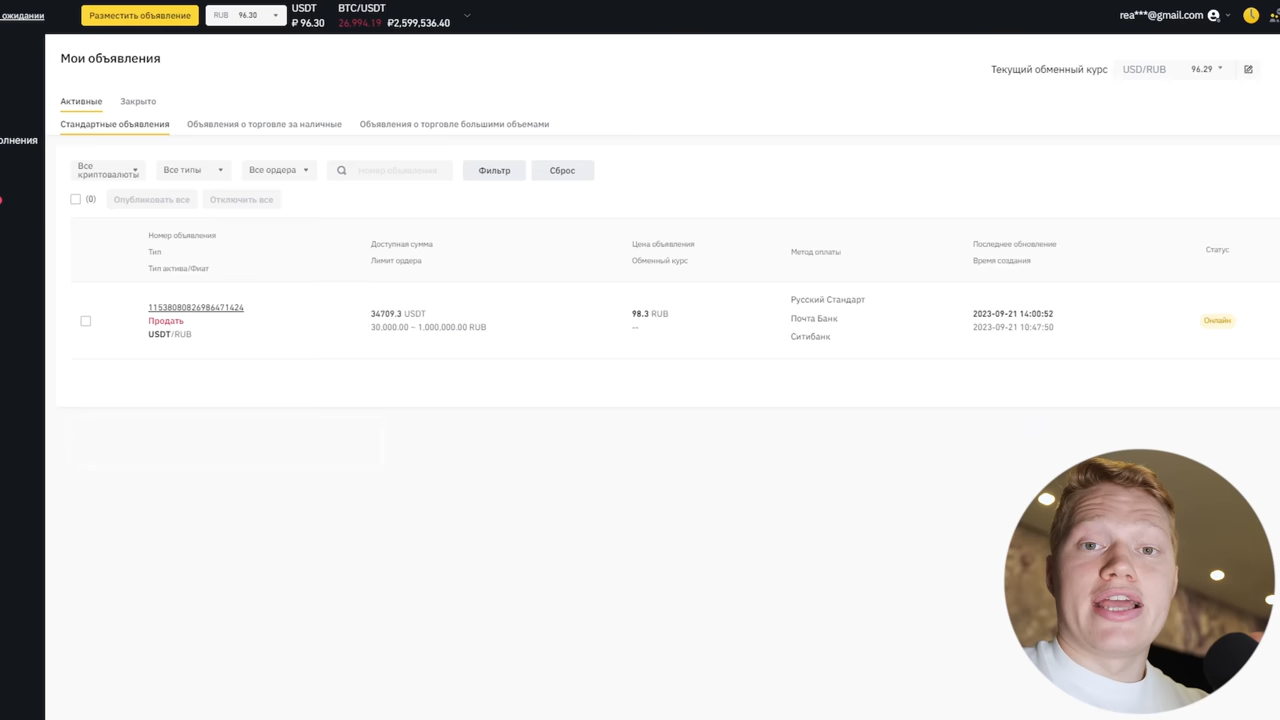 ожидании
Разместить объявление
RUB 96.30
USDT
₽ 96.30
BTC/USDT
26,994.19 ₽2,599,536.40
rea***@gmail.com
Мои объявления
Текущий обменный курс
USD/RUB 96.29
Активные Закрыто
Стандартные объявления Объявления о торговле за наличные Объявления о торговле большими объемами
олнения
Все криптовалюты
Все типы
Все ордера
Номер объявления
Фильтр
Сброс
(0)
Опубликовать все
Отключить все
Номер объявления
Тип
Тип актива/Фиат
Доступная сумма
Лимит ордера
Цена объявления
Обменный курс
Метод оплаты
Последнее обновление
Время создания
Статус
11538080826986471424
Продать
USDT/RUB
34709.3 USDT
30.000.00 ~ 1.000.000.00 RUB
98.3 RUB
--
Русский Стандарт
Почта Банк
Ситибанк
2023-09-21 14:00:52
2023-09-21 10:47:50
Онлайн